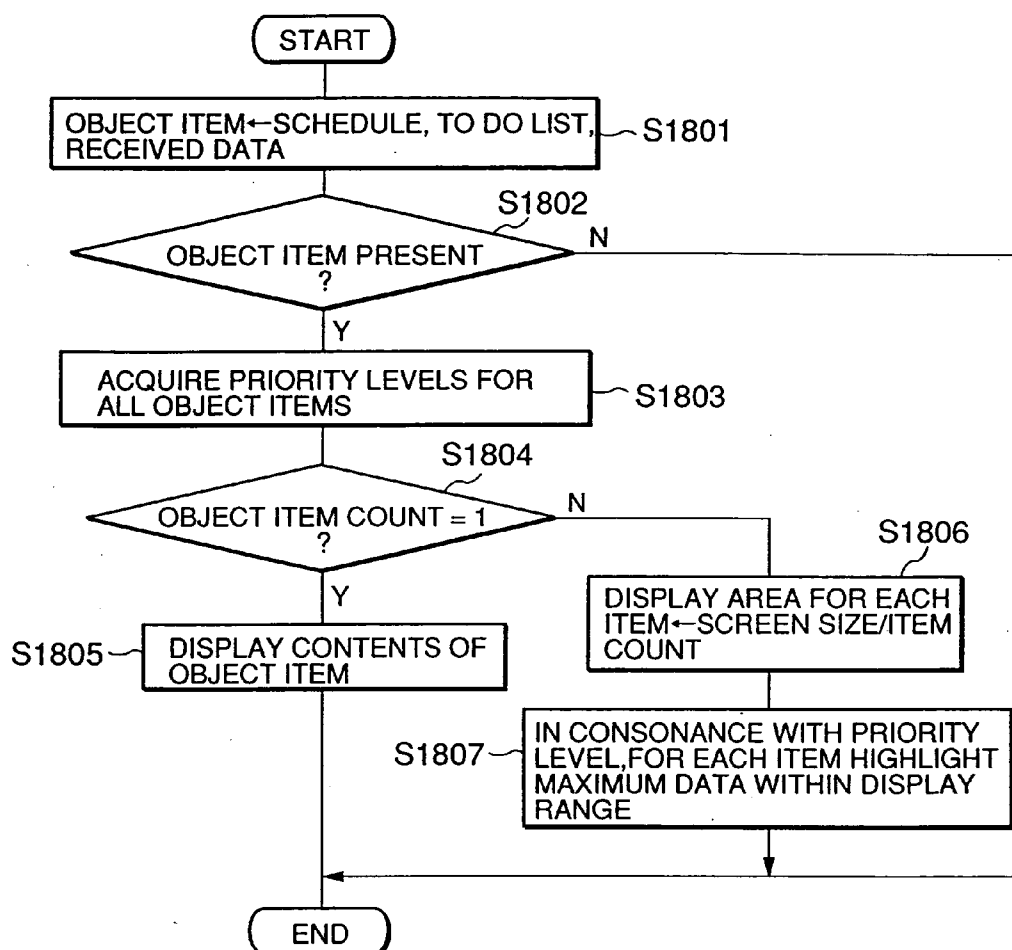 START
OBJECT ITEM←SCHEDULE, TO DO LIST,
RECEIVED DATA
S1801
S1802
OBJECT ITEM PRESENT
?
N
Y
ACQUIRE PRIORITY LEVELS FOR
ALL OBJECT ITEMS
S1803
S1804
OBJECT ITEM COUNT = 1
?
N
Y
S1806
DISPLAY AREA FOR EACH
ITEM←SCREEN SIZE/ITEM
COUNT
S1805
DISPLAY CONTENTS OF
OBJECT ITEM
S1807
IN CONSONANCE WITH PRIORITY
LEVEL,FOR EACH ITEM HIGHLIGHT
MAXIMUM DATA WITHIN DISPLAY
RANGE
END